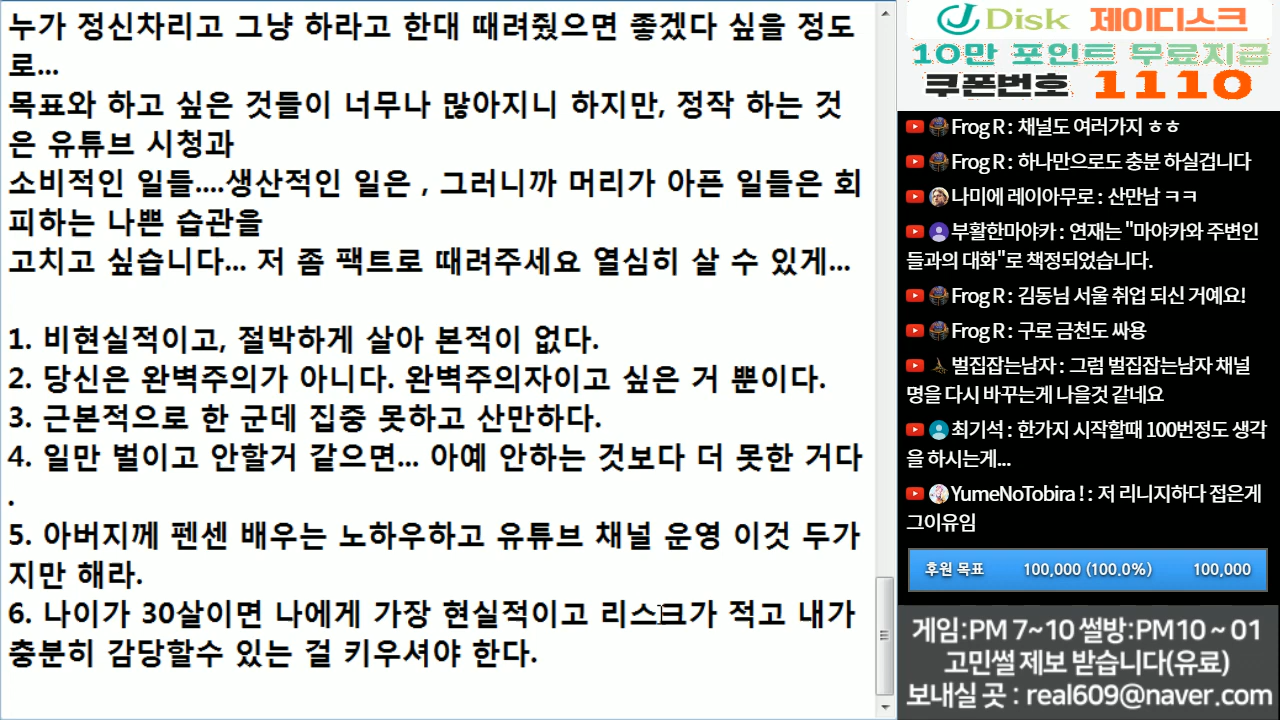 누가 정신차리고 그냥 하라고 한대 때려줬으면 좋겠다 싶을 정도
로...
목표와 하고 싶은 것들이 너무나 많아지니 하지만, 정작 하는 것
은 유튜브 시청과
소비적인 일들....생산적인 일은 , 그러니까 머리가 아픈 일들은 회
피하는 나쁜 습관을
고치고 싶습니다... 저 좀 팩트로 때려주세요 열심히 살 수 있게...
1. 비현실적이고, 절박하게 살아 본적이 없다.
2. 당신은 완벽주의가 아니다. 완벽주의자이고 싶은 거 뿐이다.
3. 근본적으로 한 군데 집중 못하고 산만하다.
4. 일만 벌이고 안할거 같으면... 아예 안하는 것보다 더 못한 거다
.
5. 아버지께 펜센 배우는 노하우하고 유튜브 채널 운영 이것 두가
지만 해라.
6. 나이가 30살이면 나에게 가장 현실적이고 리스크가 적고 내가
충분히 감당할수 있는 걸 키우셔야 한다.
J Disk 제이디스크
10만 포인트 무료지급
쿠폰번호 1110
Frog R : 채널도 여러가지 ㅎㅎ
Frog R : 하나만으로도 충분 하실겁니다
나미에 레이아무로 : 산만남 ㅋㅋ
부활한마야카 : 연재는 "마야카와 주변인
들과의 대화"로 책정되었습니다.
Frog R : 김동님 서울 취업 되신 거예요!
Frog R : 구로 금천도 싸용
벌집잡는남자 : 그럼 벌집잡는남자 채널
명을 다시 바꾸는게 나을것 같네요
최기석 : 한가지 시작할때 100번정도 생각
을 하시는게...
YumeNoTobira ! : 저 리니지하다 접은게
그이유임
후원 목표 100,000 (100.0%) 100,000
게임:PM 7~10 썰방:PM10 ~ 01
고민썰 제보 받습니다(유료)
보내실 곳 : real609@naver.com